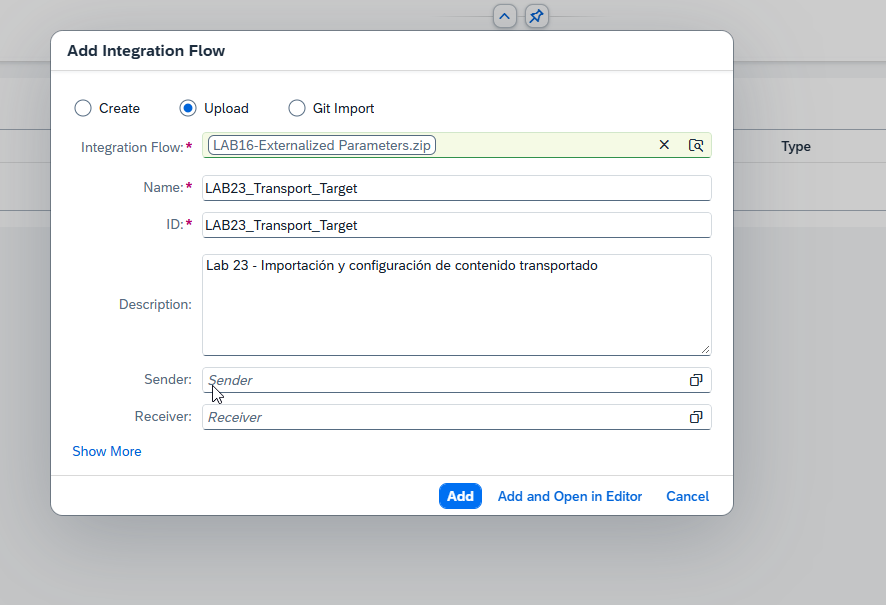 Add Integration Flow
Create Upload Git Import
Integration Flow:* LAB16-Externalized Parameters.zip
Type
Name:* LAB23_Transport_Target
ID:* LAB23_Transport_Target
Description: Lab 23 - Importación y configuración de contenido transportado
Sender: Sender
Receiver: Receiver
Show More
Add Add and Open in Editor Cancel